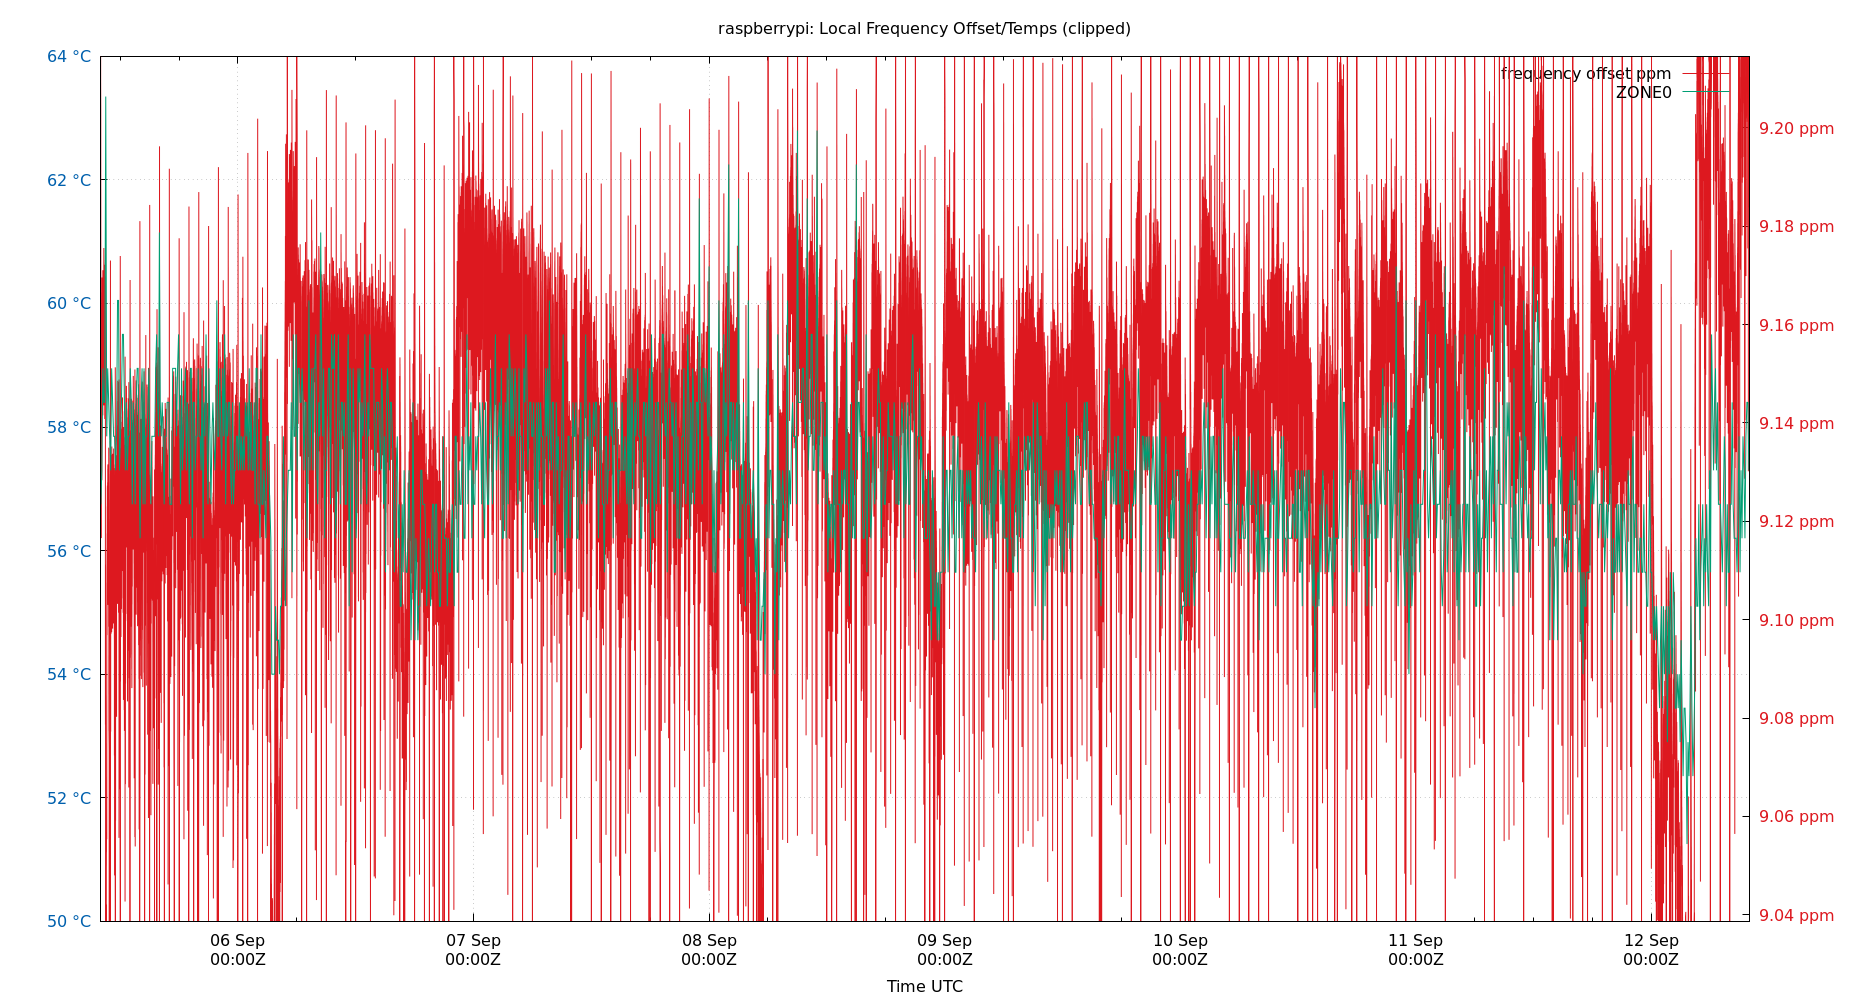 raspberrypi: Local Frequency Offset/Temps (clipped)
64 °C
62 °C
60 °C
58 °C
56 °C
54 °C
52 °C
50 °C
frequency offset ppm
ZONE0
9.20 ppm
9.18 ppm
9.16 ppm
9.14 ppm
9.12 ppm
9.10 ppm
9.08 ppm
9.06 ppm
9.04 ppm
06 Sep 07 Sep 08 Sep 09 Sep 10 Sep 11 Sep 12 Sep
00:00Z 00:00Z 00:00Z 00:00Z 00:00Z 00:00Z 00:00Z
Time UTC